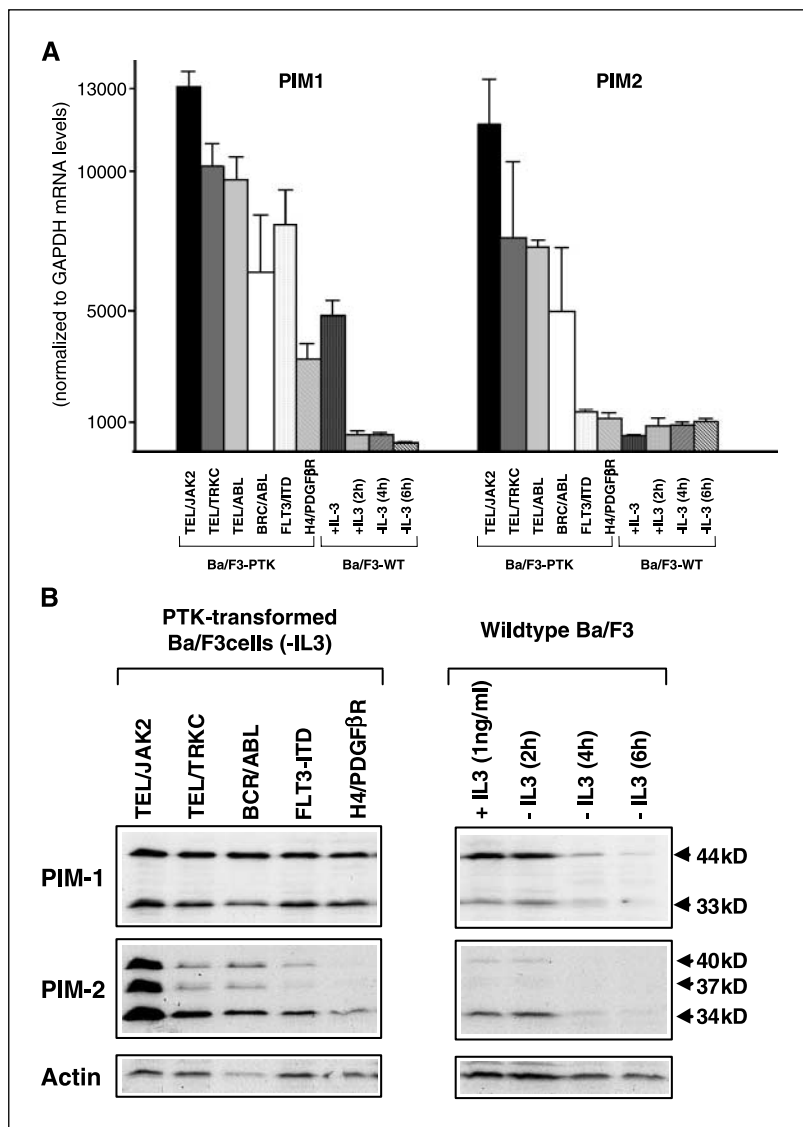 A
PIM1
PIM2
(normalized to GAPDH mRNA levels)
13000
10000
5000
1000
TEL/JAK2
TEL/TRKC
TEL/ABL
BRC/ABL
FLT3/ITD
H4/PDGFβR
+IL-3
+IL3 (2h)
-IL-3 (4h)
-IL-3 (6h)
TEL/JAK2
TEL/TRKC
TEL/ABL
BRC/ABL
FLT3/ITD
H4/PDGFβR
+IL-3
+IL3 (2h)
-IL-3 (4h)
-IL-3 (6h)
Ba/F3-PTK
Ba/F3-WT
Ba/F3-PTK
Ba/F3-WT
B
PTK-transformed
Ba/F3cells (-IL3)
Wildtype Ba/F3
TEL/JAK2
TEL/TRKC
BCR/ABL
FLT3-ITD
H4/PDGFβR
+ IL3 (1ng/ml)
- IL3 (2h)
- IL3 (4h)
- IL3 (6h)
PIM-1
44kD
33kD
PIM-2
40kD
37kD
34kD
Actin